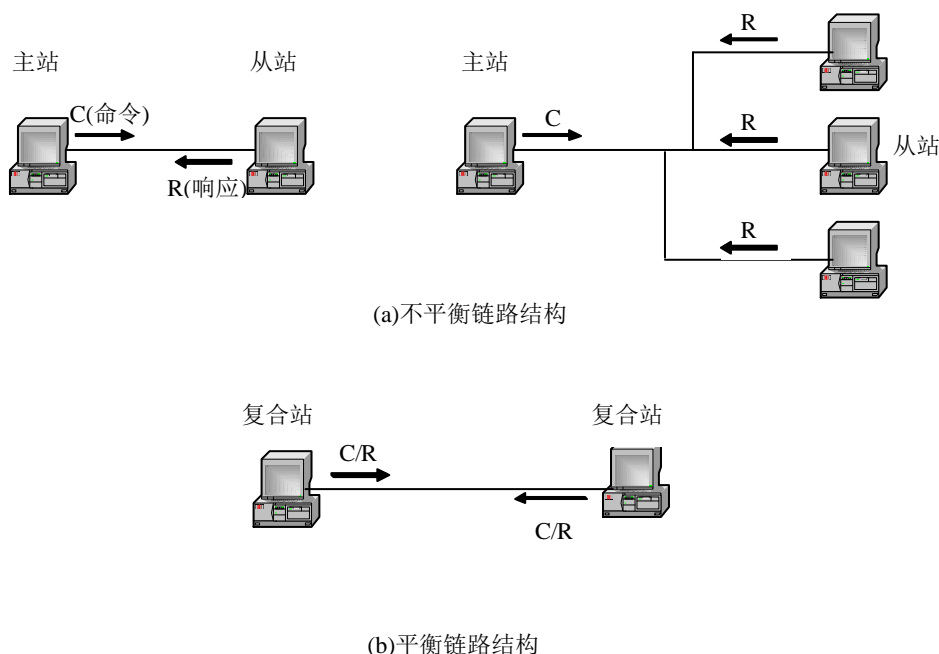 R
主站
从站
主站
C(命令)
C
R
从站
R(响应)
R
(a)不平衡链路结构
复合站
复合站
C/R
C/R
(b)平衡链路结构